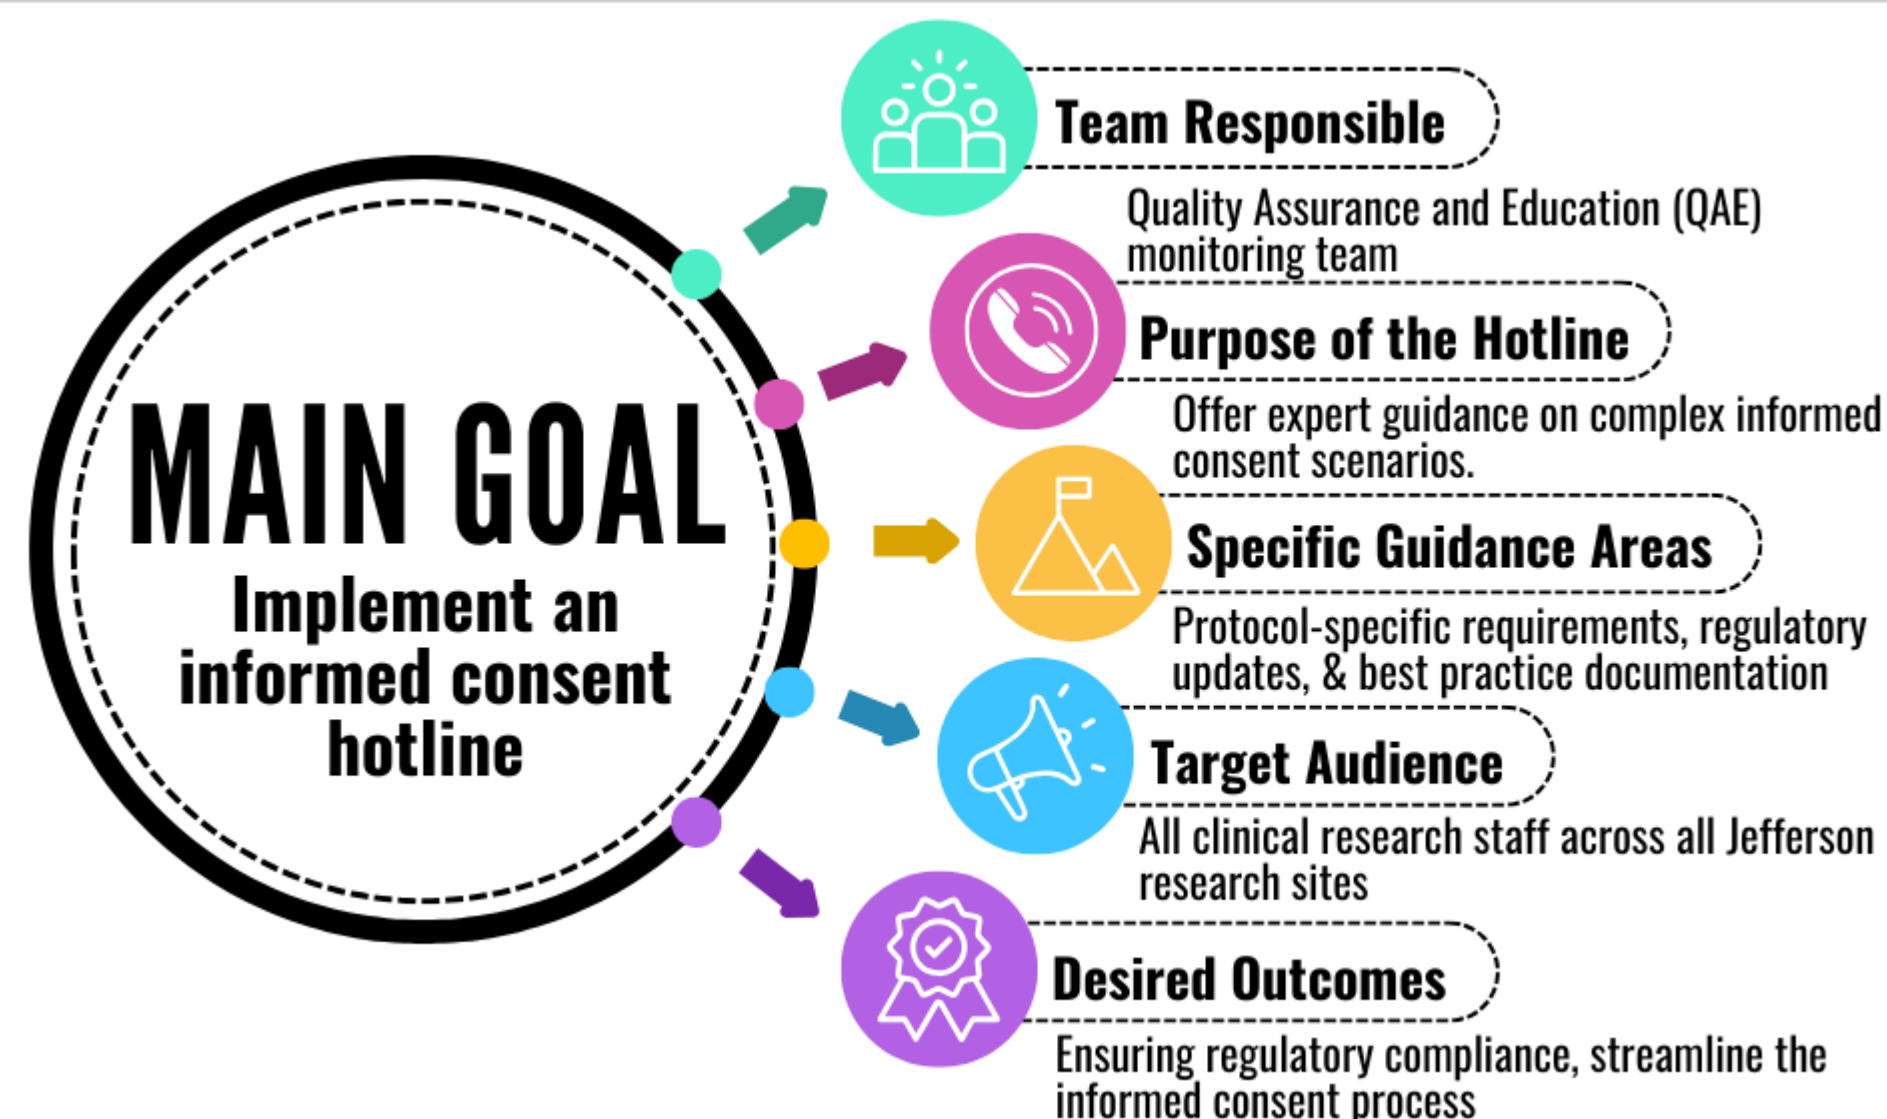 MAIN GOAL
Implement an
informed consent
hotline
Team Responsible
Quality Assurance and Education (QAE)
monitoring team
Purpose of the Hotline
Offer expert guidance on complex informed
consent scenarios.
Specific Guidance Areas
Protocol-specific requirements, regulatory
updates, & best practice documentation
Target Audience
All clinical research staff across all Jefferson
research sites
Desired Outcomes
Ensuring regulatory compliance, streamline the
informed consent process